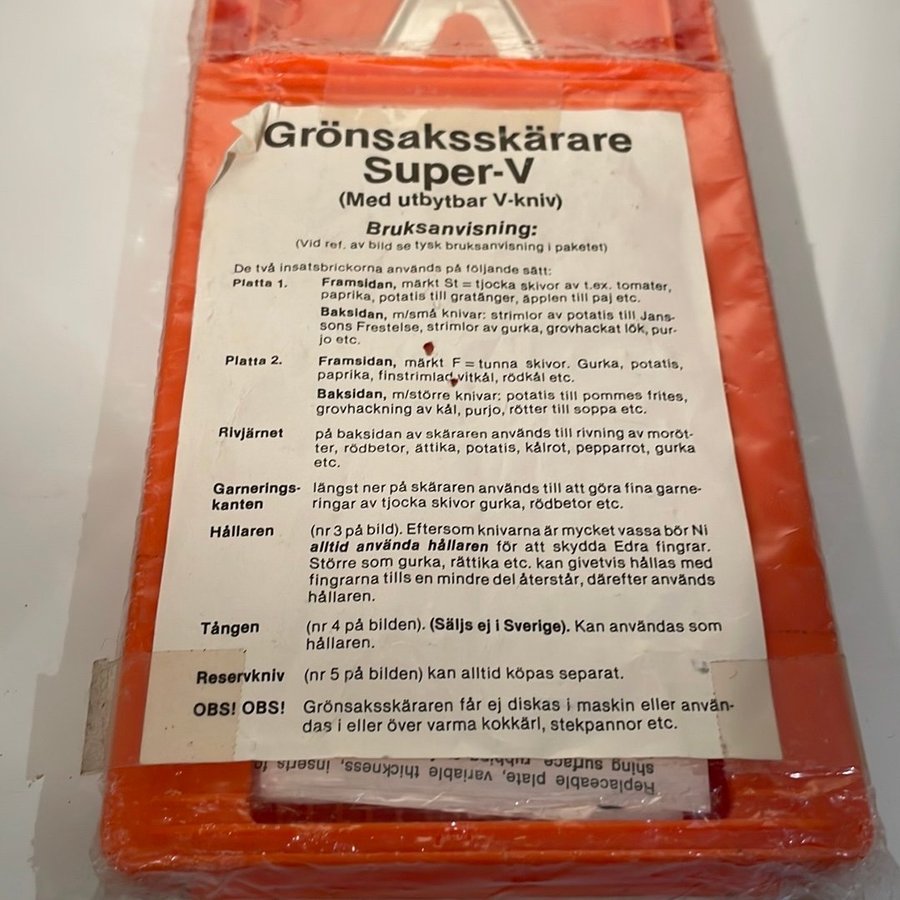 Grönsaksskärare
Super-V
(Med utbytbar V-kniv)
Bruksanvisning:
(Vid ref. av bild se tysk bruksanvisning i paketet)
De två insatsbrickorna används på följande sätt:
Platta 1. Framsidan, märkt St = tjocka skivor av t.ex. tomater,
paprika, potatis till gratänger, äpplen till paj etc.
Baksidan, m/små knivar: strimlor av potatis till Jans-
sons Frestelse, strimlor av gurka, grovhackat lök, pur-
jo etc.
Platta 2. Framsidan, märkt F = tunna skivor. Gurka, potatis,
paprika, finstrimlad vitkål, rödkål etc.
Baksidan, m/större knivar: potatis till pommes frites,
grovhackning av kål, purjo, rötter till soppa etc.
Rivjärnet på baksidan av skäraren används till rivning av moröt-
ter, rödbetor, ättika, potatis, kålrot, pepparrot, gurka
etc.
Garnerings- längst ner på skäraren används till att göra fina garne-
kanten ringar av tjocka skivor gurka, rödbetor etc.
Hållaren (nr 3 på bild). Eftersom knivarna är mycket vassa bör Ni
alltid använda hållaren för att skydda Edra fingrar.
Större som gurka, rättika etc. kan givetvis hållas med
fingrarna tills en mindre del återstår, därefter används
hållaren.
Tången (nr 4 på bilden). (Säljs ej i Sverige). Kan användas som
hållaren.
Reservkniv (nr 5 på bilden) kan alltid köpas separat.
OBS! OBS! Grönsaksskäraren får ej diskas i maskin eller använ-
das i eller över varma kokkärl, stekpannor etc.
Replaceable plate, variable thickness, inserts
shing surface